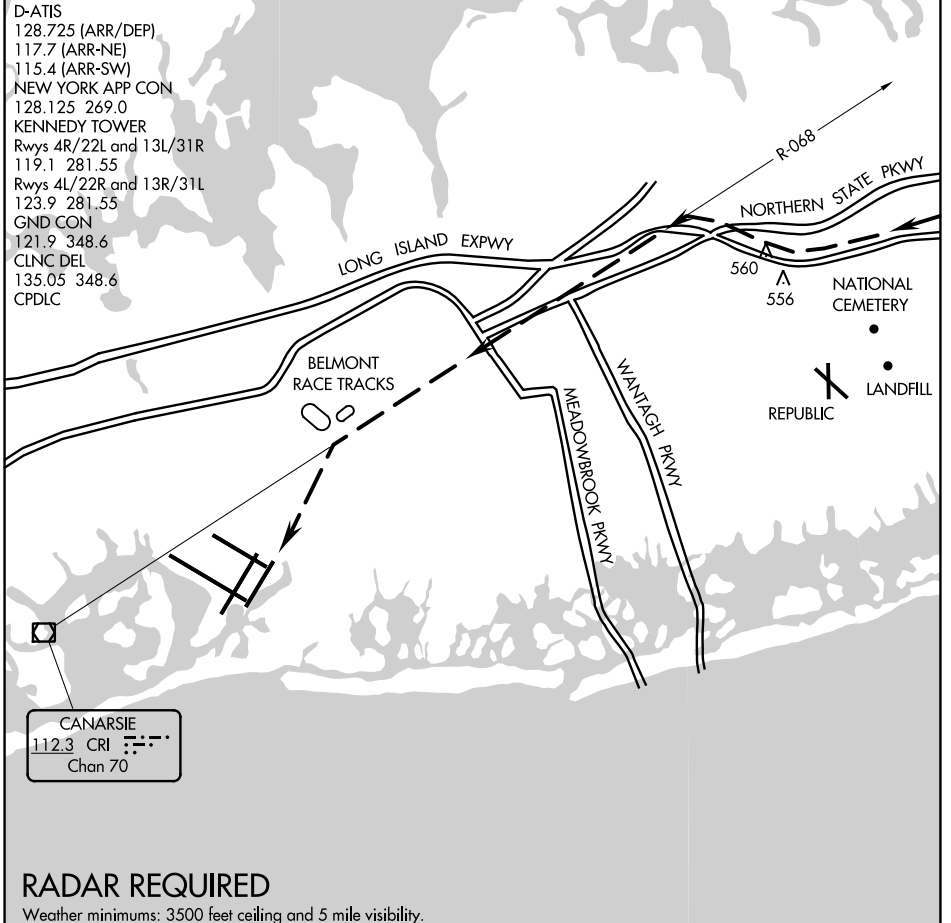 D-ATIS
128.725 (ARR/DEP)
117.7 (ARR-NE)
115.4 (ARR-SW)
NEW YORK APP CON
128.125 269.0
KENNEDY TOWER
Rwys 4R/22L and 13L/31R
119.1 281.55
Rwys 4L/22R and 13R/31L
123.9 281.55
GND CON
121.9 348.6
CLNC DEL
135.05 348.6
CPDLC
R-068
NORTHERN STATE PKWY
LONG ISLAND EXPWY
560
556
NATIONAL
CEMETERY
LANDFILL
REPUBLIC
BELMONT
RACE TRACKS
WANTAGH PKWY
MEADOWBROOK PKWY
CANARSIE
112.3 CRI
Chan 70
RADAR REQUIRED
Weather minimums: 3500 feet ceiling and 5 mile visibility.